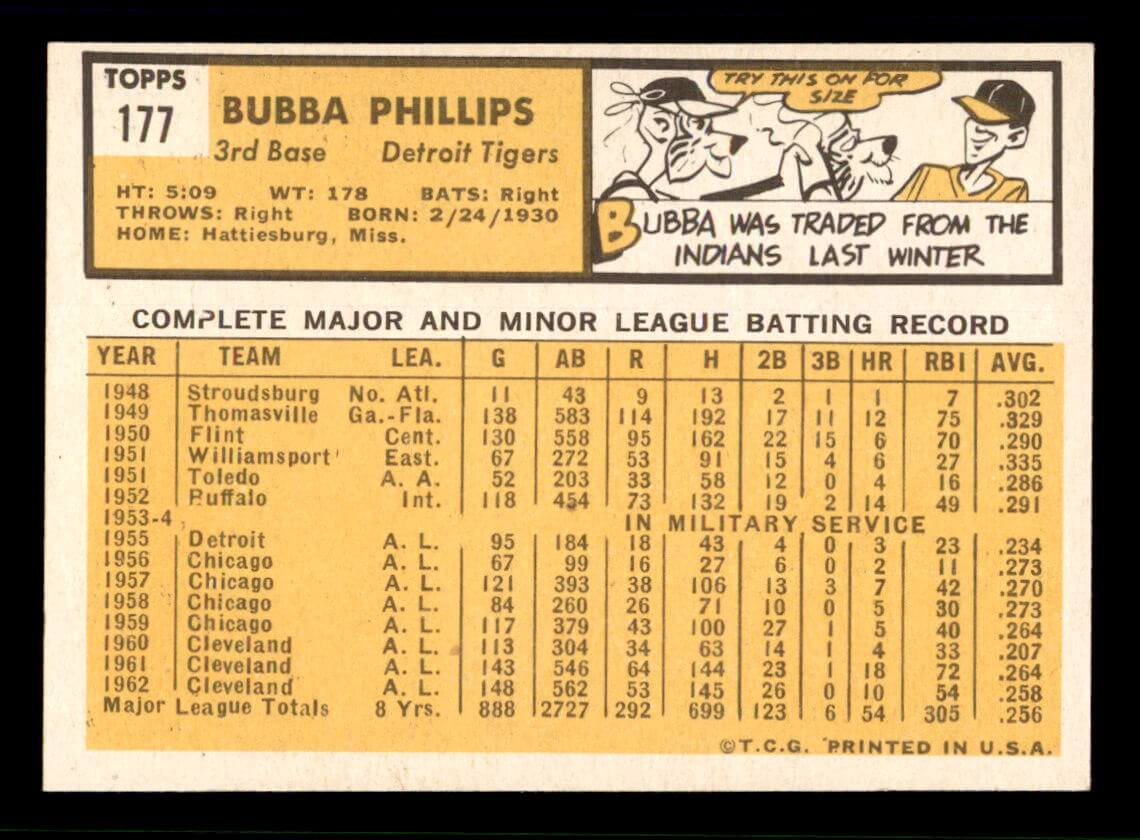 TOPPS
177
BUBBA PHILLIPS
3rd Base Detroit Tigers
HT: 5:09 WT: 178 BATS: Right
THROWS: Right BORN: 2/24/1930
HOME: Hattiesburg, Miss.
TRY THIS ON FOR
SIZE
BUBBA WAS TRADED FROM THE
INDIANS LAST WINTER
COMPLETE MAJOR AND MINOR LEAGUE BATTING RECORD
YEAR TEAM LEA. G AB R H 2B 3B HR RBI AVG.
1948 Stroudsburg No. Atl. 11 43 9 13 2 1 1 7 .302
1949 Thomasville Ga.-Fla. 138 583 114 192 17 11 12 75 .329
1950 Flint Cent. 130 558 95 162 22 15 6 70 .290
1951 Williamsport East. 67 272 53 91 15 4 6 27 .335
1951 Toledo A. A. 52 203 33 58 12 0 4 16 .286
1952 Buffalo Int. 118 454 73 132 19 2 14 49 .291
1953-4 IN MILITARY SERVICE
1955 Detroit A. L. 95 184 18 43 4 0 3 23 .234
1956 Chicago A. L. 67 99 16 27 6 0 2 11 .273
1957 Chicago A. L. 121 393 38 106 13 3 7 42 .270
1958 Chicago A. L. 84 260 26 71 10 0 5 30 .273
1959 Chicago A. L. 117 379 43 100 27 1 5 40 .264
1960 Cleveland A. L. 113 304 34 63 14 1 4 33 .207
1961 Cleveland A. L. 143 546 64 144 23 1 18 72 .264
1962 Cleveland A. L. 148 562 53 145 26 0 10 54 .258
Major League Totals 8 Yrs. 888 2727 292 699 123 6 54 305 .256
©T.C.G. PRINTED IN U.S.A.